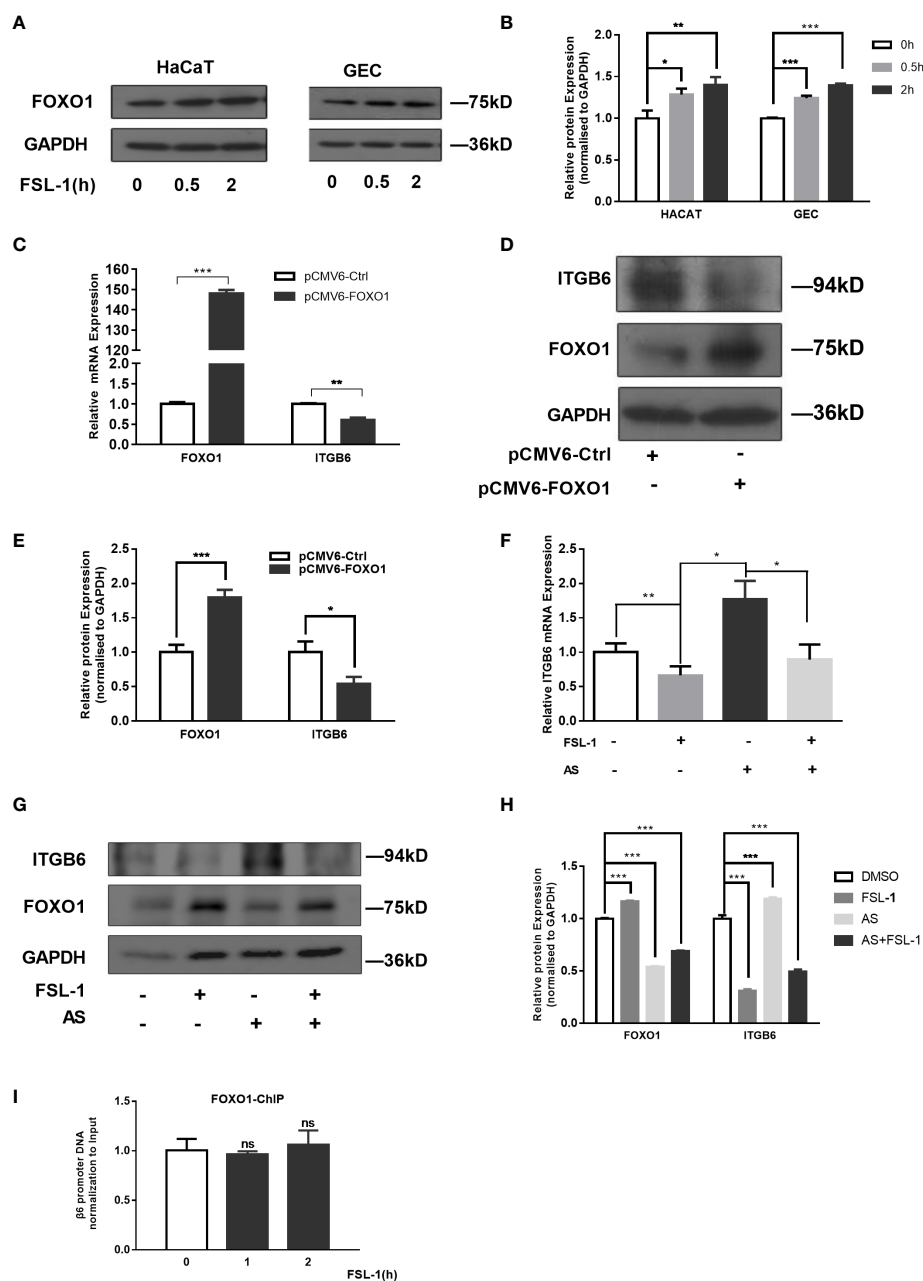 A
HaCaT
GEC
FOXO1
—75kD
GAPDH
—36kD
FSL-1(h)
0 0.5 2
0 0.5 2
B
Relative protein Expression
(normalised to GAPDH)
2.0
1.5
1.0
0.5
0.0
** ***
* ***
HACAT GEC
0h
0.5h
2h
C
Relative mRNA Expression
160
150
140
130
120
2.0
1.5
1.0
0.5
0.0
***
**
FOXO1 ITGB6
pCMV6-Ctrl
pCMV6-FOXO1
D
ITGB6 —94kD
FOXO1 —75kD
GAPDH —36kD
pCMV6-Ctrl + -
pCMV6-FOXO1 - +
E
Relative protein Expression
(normalised to GAPDH)
2.5
2.0
1.5
1.0
0.5
0.0
***
*
FOXO1 ITGB6
pCMV6-Ctrl
pCMV6-FOXO1
F
Relative ITGB6 mRNA Expression
2.5
2.0
1.5
1.0
0.5
0.0
** * *
FSL-1 - + - +
AS - - + +
G
ITGB6 —94kD
FOXO1 —75kD
GAPDH —36kD
FSL-1 - + - +
AS - - + +
H
Relative protein Expression
(normalised to GAPDH)
1.5
1.0
0.5
0.0
*** ***
*** ***
*** ***
FOXO1 ITGB6
DMSO
FSL-1
AS
AS+FSL-1
I
FOXO1-ChIP
β6 promoter DNA
normalization to Input
1.5
1.0
0.5
0.0
ns ns
0 1 2
FSL-1(h)